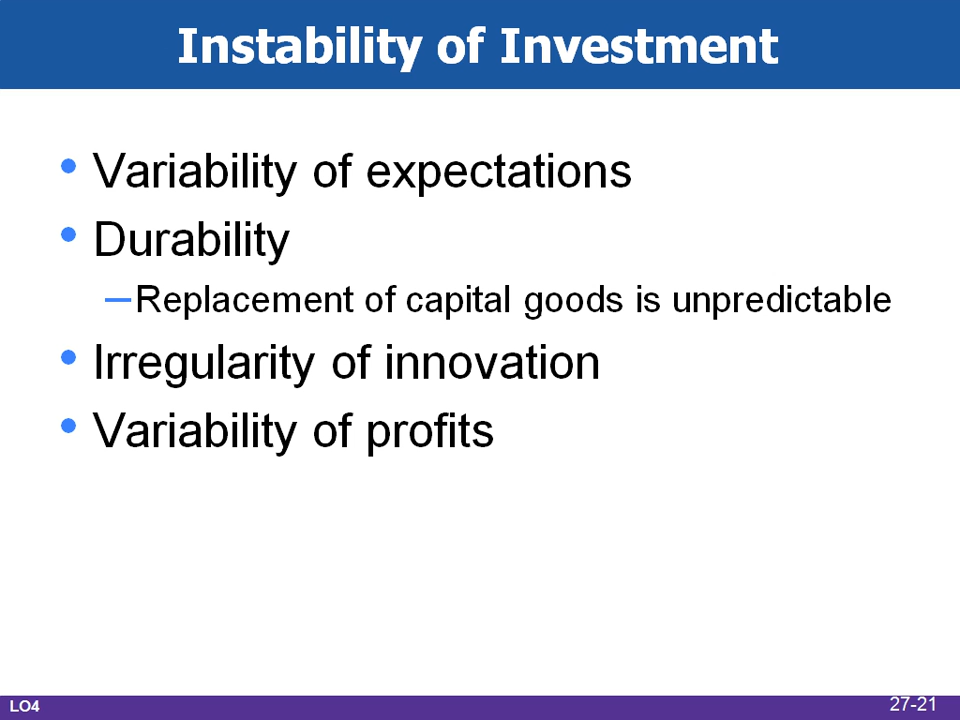 Instability of Investment
• Variability of expectations
• Durability
– Replacement of capital goods is unpredictable
• Irregularity of innovation
• Variability of profits
LO4
27-21